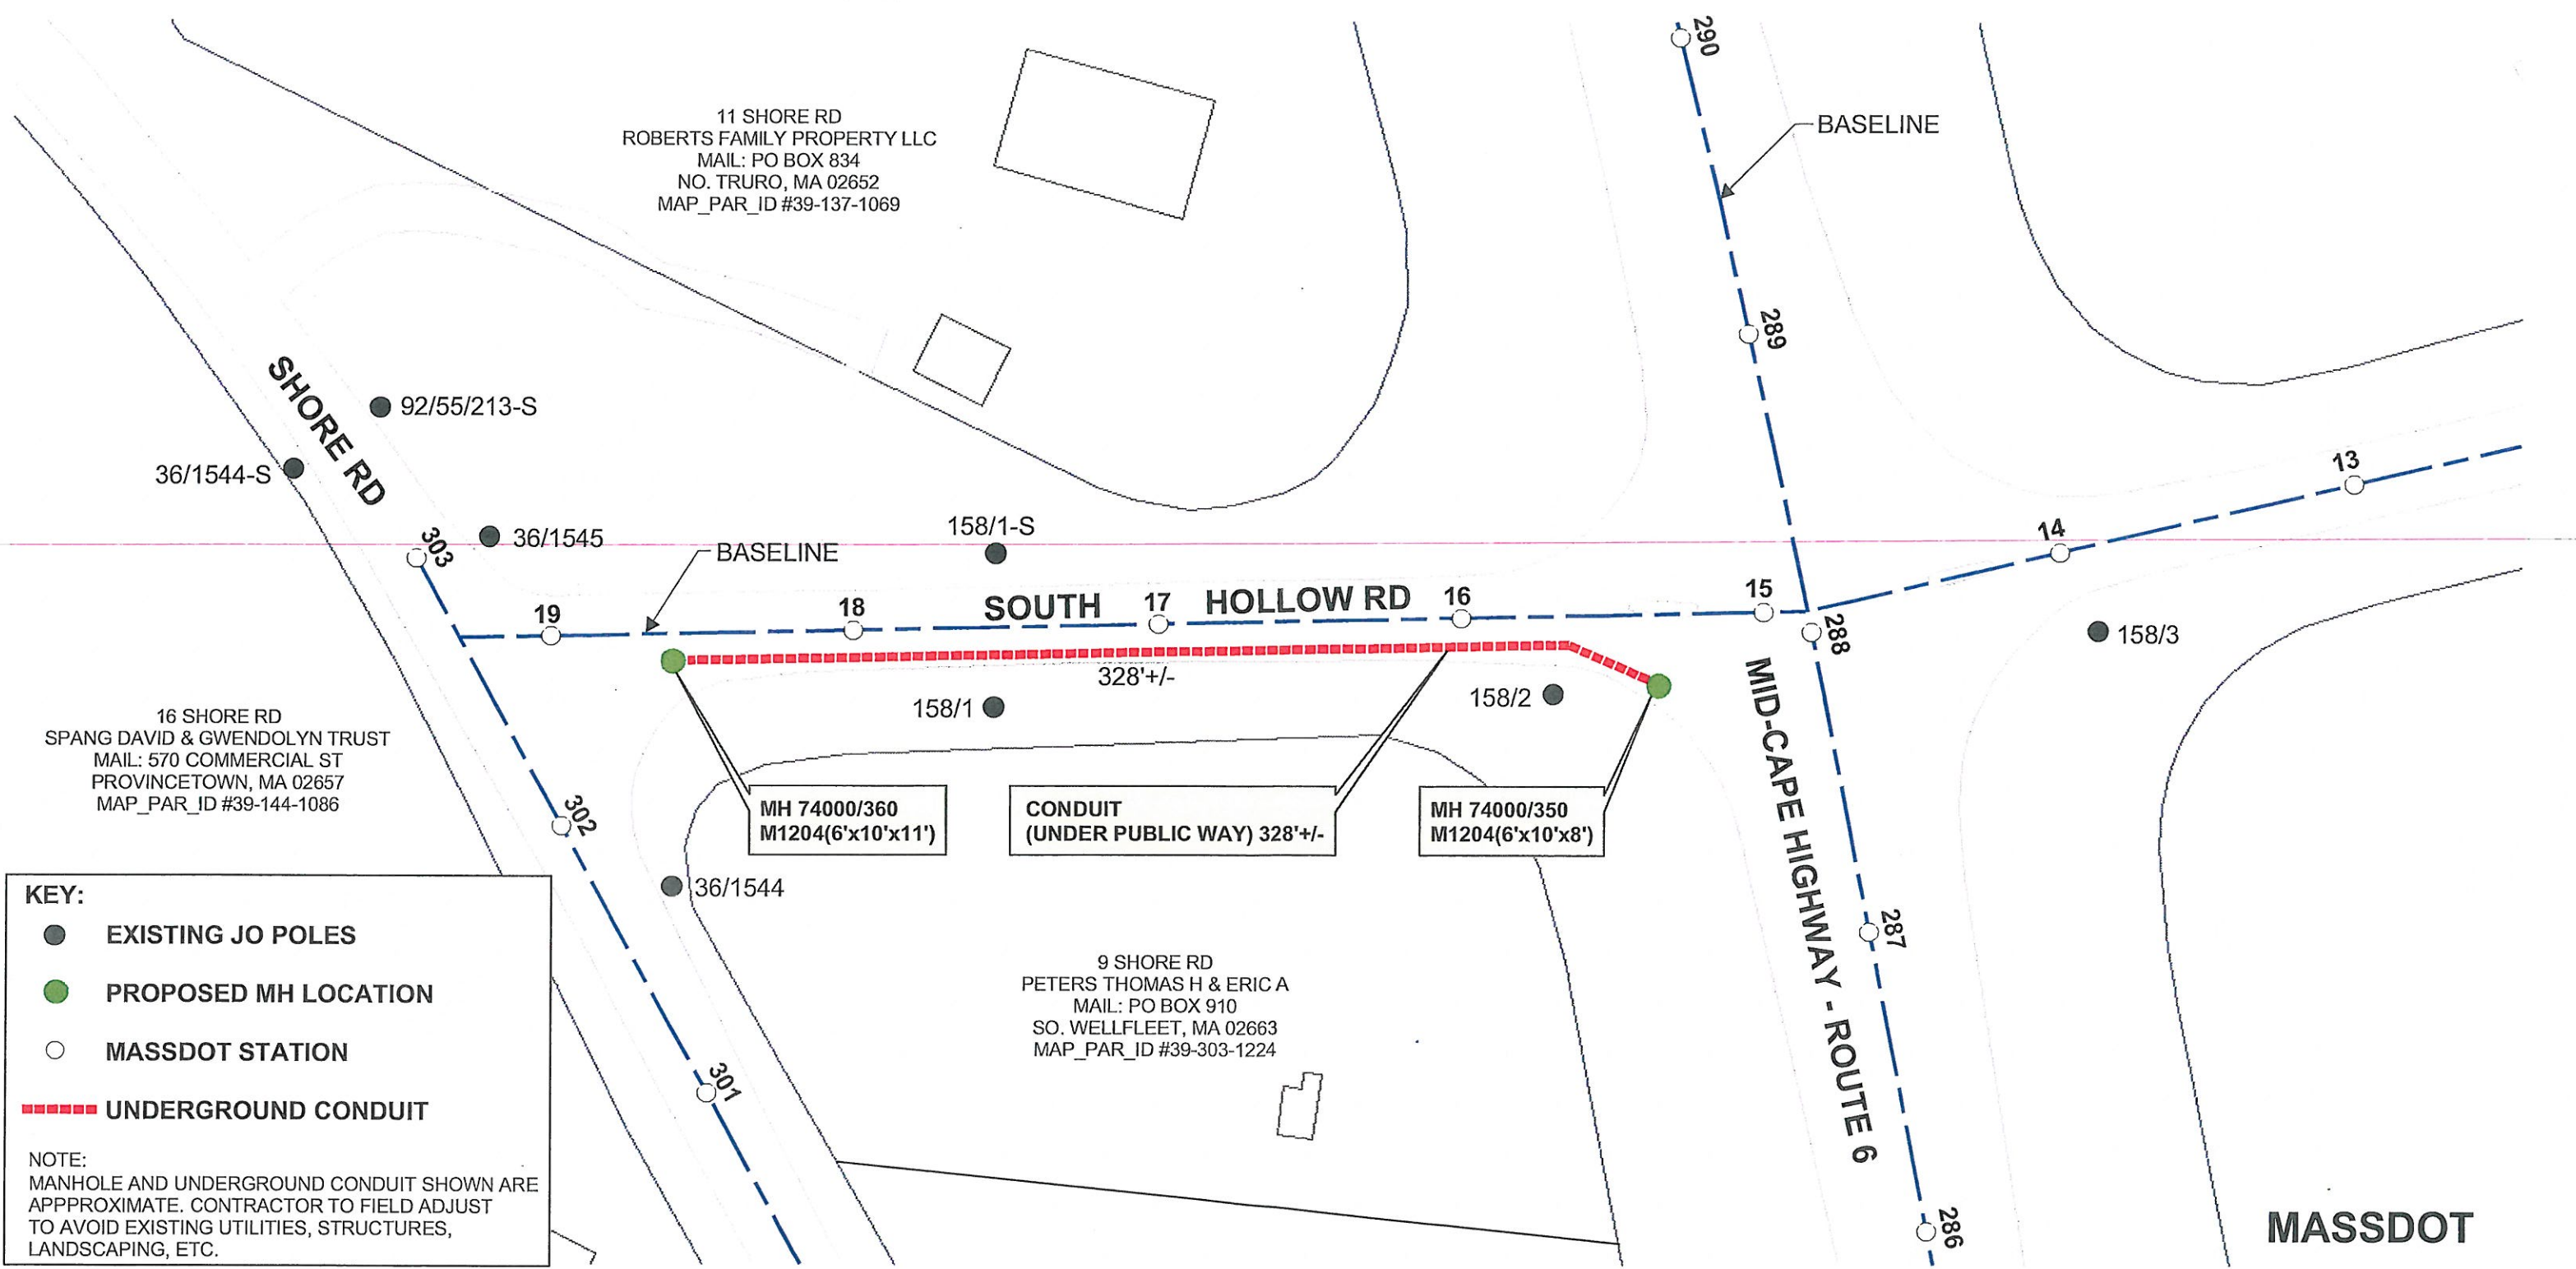 290
BASELINE
11 SHORE RD
ROBERTS FAMILY PROPERTY LLC
MAIL: PO BOX 834
NO. TRURO, MA 02652
MAP_PAR_ID #39-137-1069
289
SHORE RD
92/55/213-S
36/1544-S
303
36/1545
158/1-S
BASELINE
13
14
19
18
SOUTH
17
HOLLOW RD
16
15
288
158/3
328'+/-
158/1
158/2
MID-CAPE HIGHWAY - ROUTE 6
16 SHORE RD
SPANG DAVID & GWENDOLYN TRUST
MAIL: 570 COMMERCIAL ST
PROVINCETOWN, MA 02657
MAP_PAR_ID #39-144-1086
302
MH 74000/360
M1204(6'x10'x11')
CONDUIT
(UNDER PUBLIC WAY) 328'+/-
MH 74000/350
M1204(6'x10'x8')
36/1544
287
9 SHORE RD
PETERS THOMAS H & ERIC A
MAIL: PO BOX 910
SO. WELLFLEET, MA 02663
MAP_PAR_ID #39-303-1224
301
286
KEY:
EXISTING JO POLES
PROPOSED MH LOCATION
MASSDOT STATION
UNDERGROUND CONDUIT
NOTE:
MANHOLE AND UNDERGROUND CONDUIT SHOWN ARE
APPPROXIMATE. CONTRACTOR TO FIELD ADJUST
TO AVOID EXISTING UTILITIES, STRUCTURES,
LANDSCAPING, ETC.
MASSDOT